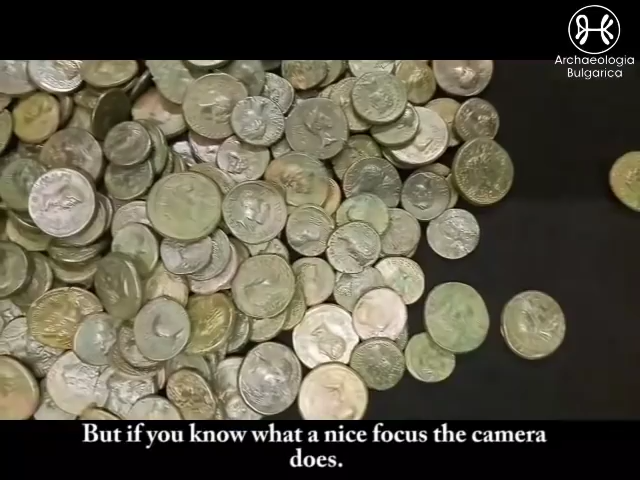 Archaeologia
Bulgarica
But if you know what a nice focus the camera
does.